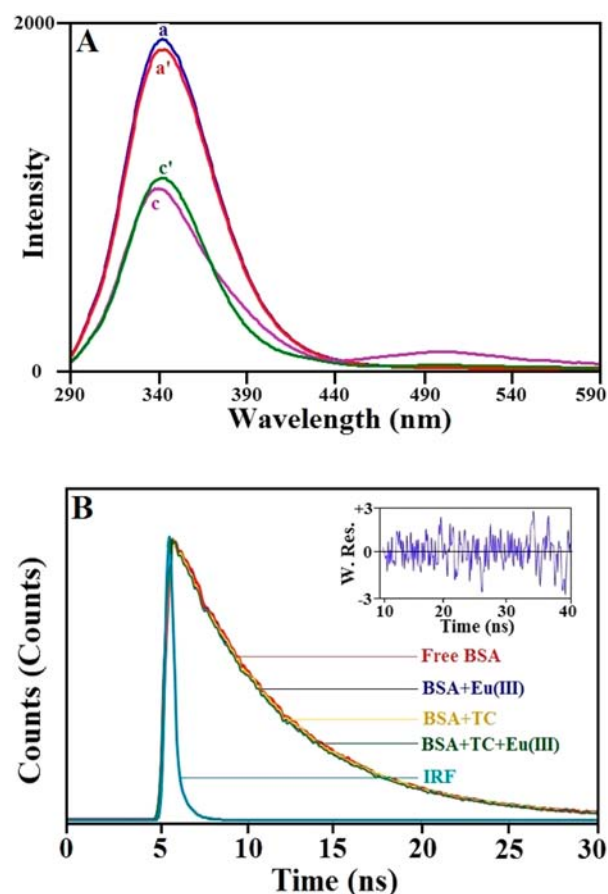 2000
A
a
a'
c'
c
Intensity
0
290 340 390 440 490 540 590
Wavelength (nm)
B
+3
W. Res.
0
-3
10 20 30 40
Time (ns)
Free BSA
BSA+Eu(III)
BSA+TC
BSA+TC+Eu(III)
IRF
Counts (Counts)
0 5 10 15 20 25 30
Time (ns)